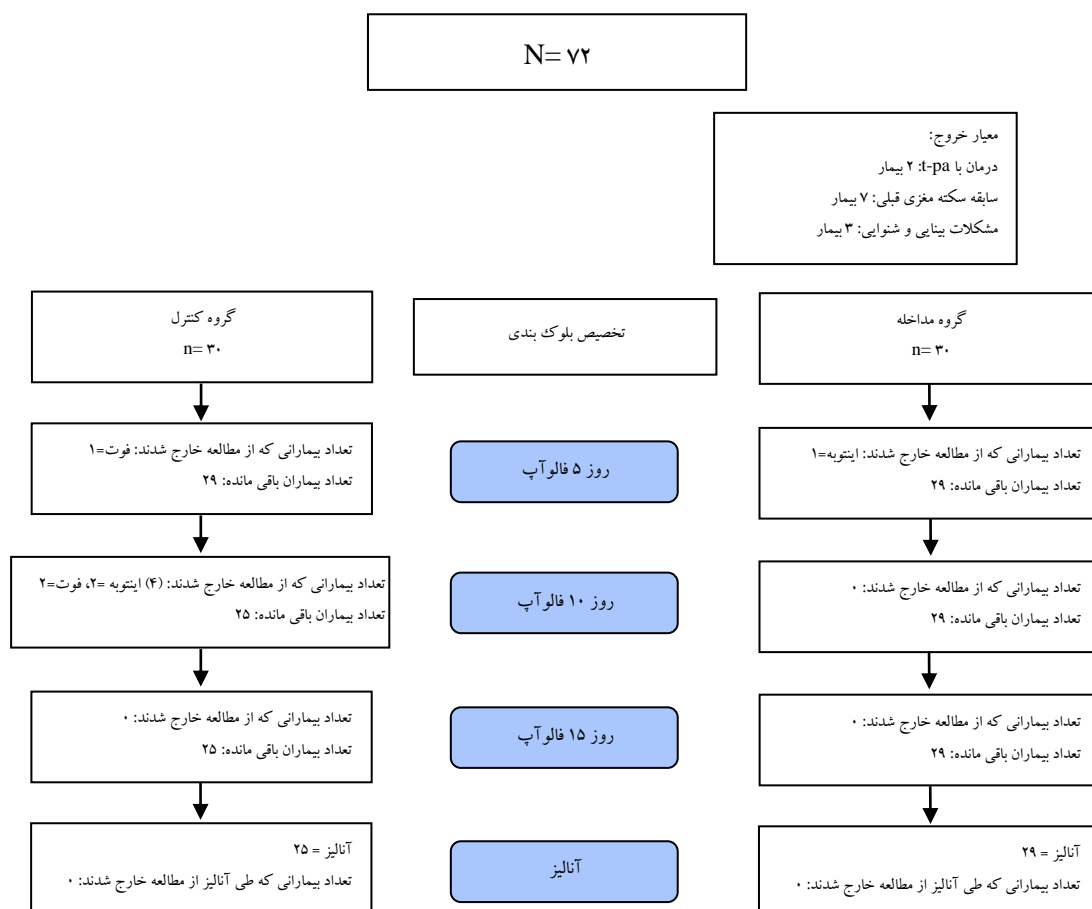 N= ۷۲
معیار خروج:
درمان با t-pa: ۲ بیمار
سابقه سکته مغزی قبلی: ۷ بیمار
مشکلات بینایی و شنوایی: ۳ بیمار
گروه مداخله
n= ۳۰
تخصیص بلوک بندی
گروه کنترل
n= ۳۰
تعداد بیمارانی که از مطالعه خارج شدند: اینتوبه=۱
تعداد بیماران باقی مانده: ۲۹
روز ۵ فالوآپ
تعداد بیمارانی که از مطالعه خارج شدند: فوت=۱
تعداد بیماران باقی مانده: ۲۹
تعداد بیمارانی که از مطالعه خارج شدند: ۰
تعداد بیماران باقی مانده: ۲۹
روز ۱۰ فالوآپ
تعداد بیمارانی که از مطالعه خارج شدند: (۴) اینتوبه =۲، فوت=۲
تعداد بیماران باقی مانده: ۲۵
تعداد بیمارانی که از مطالعه خارج شدند: ۰
تعداد بیماران باقی مانده: ۲۹
روز ۱۵ فالوآپ
تعداد بیمارانی که از مطالعه خارج شدند: ۰
تعداد بیماران باقی مانده: ۲۵
آنالیز = ۲۹
تعداد بیمارانی که طی آنالیز از مطالعه خارج شدند: ۰
آنالیز
آنالیز = ۲۵
تعداد بیمارانی که طی آنالیز از مطالعه خارج شدند: ۰